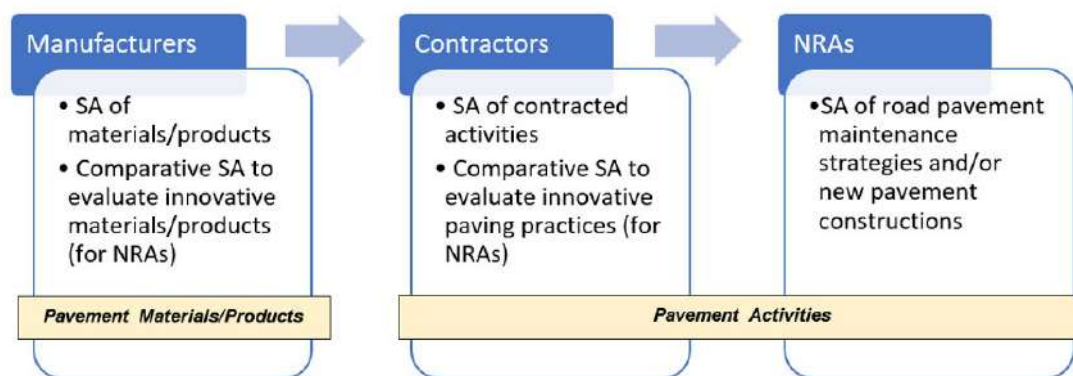 Manufacturers
• SA of
materials/products
• Comparative SA to
evaluate innovative
materials/products
(for NRAs)
Contractors
• SA of contracted
activities
• Comparative SA to
evaluate innovative
paving practices (for
NRAs)
NRAs
•SA of road pavement
maintenance
strategies and/or
new pavement
constructions
Pavement Materials/Products
Pavement Activities